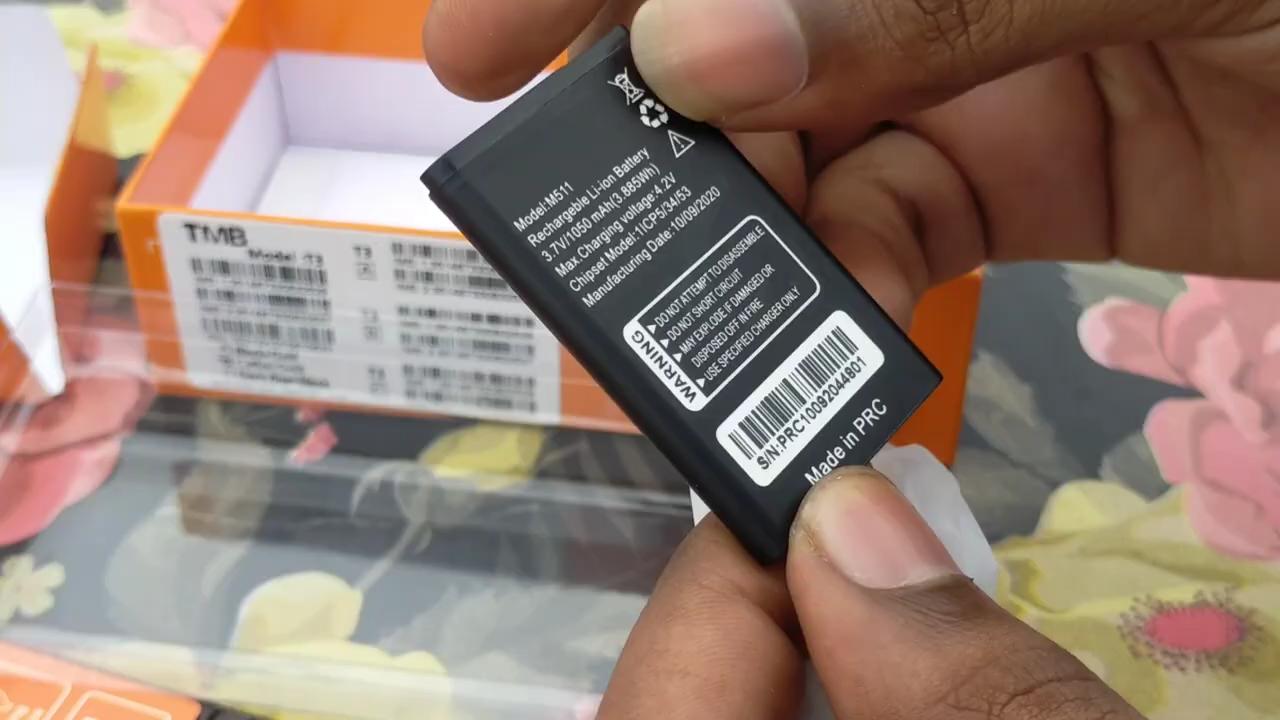 TMB
Model :T3
T3
Model:M511
Rechargeble Li-ion Battery
3.7V/1050 mAh(3.885Wh)
Max.Charging voltage:4.2V
Chipset Model:1ICP5/34/53
Manufacturing Date:10/09/2020
WARNING
▶DO NOT ATTEMPT TO DISASSEMBLE
▶DO NOT SHORT CIRCUIT
▶MAY EXPLODE IF DAMAGED OR
DISPOSED OFF IN FIRE
▶USE SPECIFIED CHARGER ONLY
S/N:PRC10092044801
Made in PRC